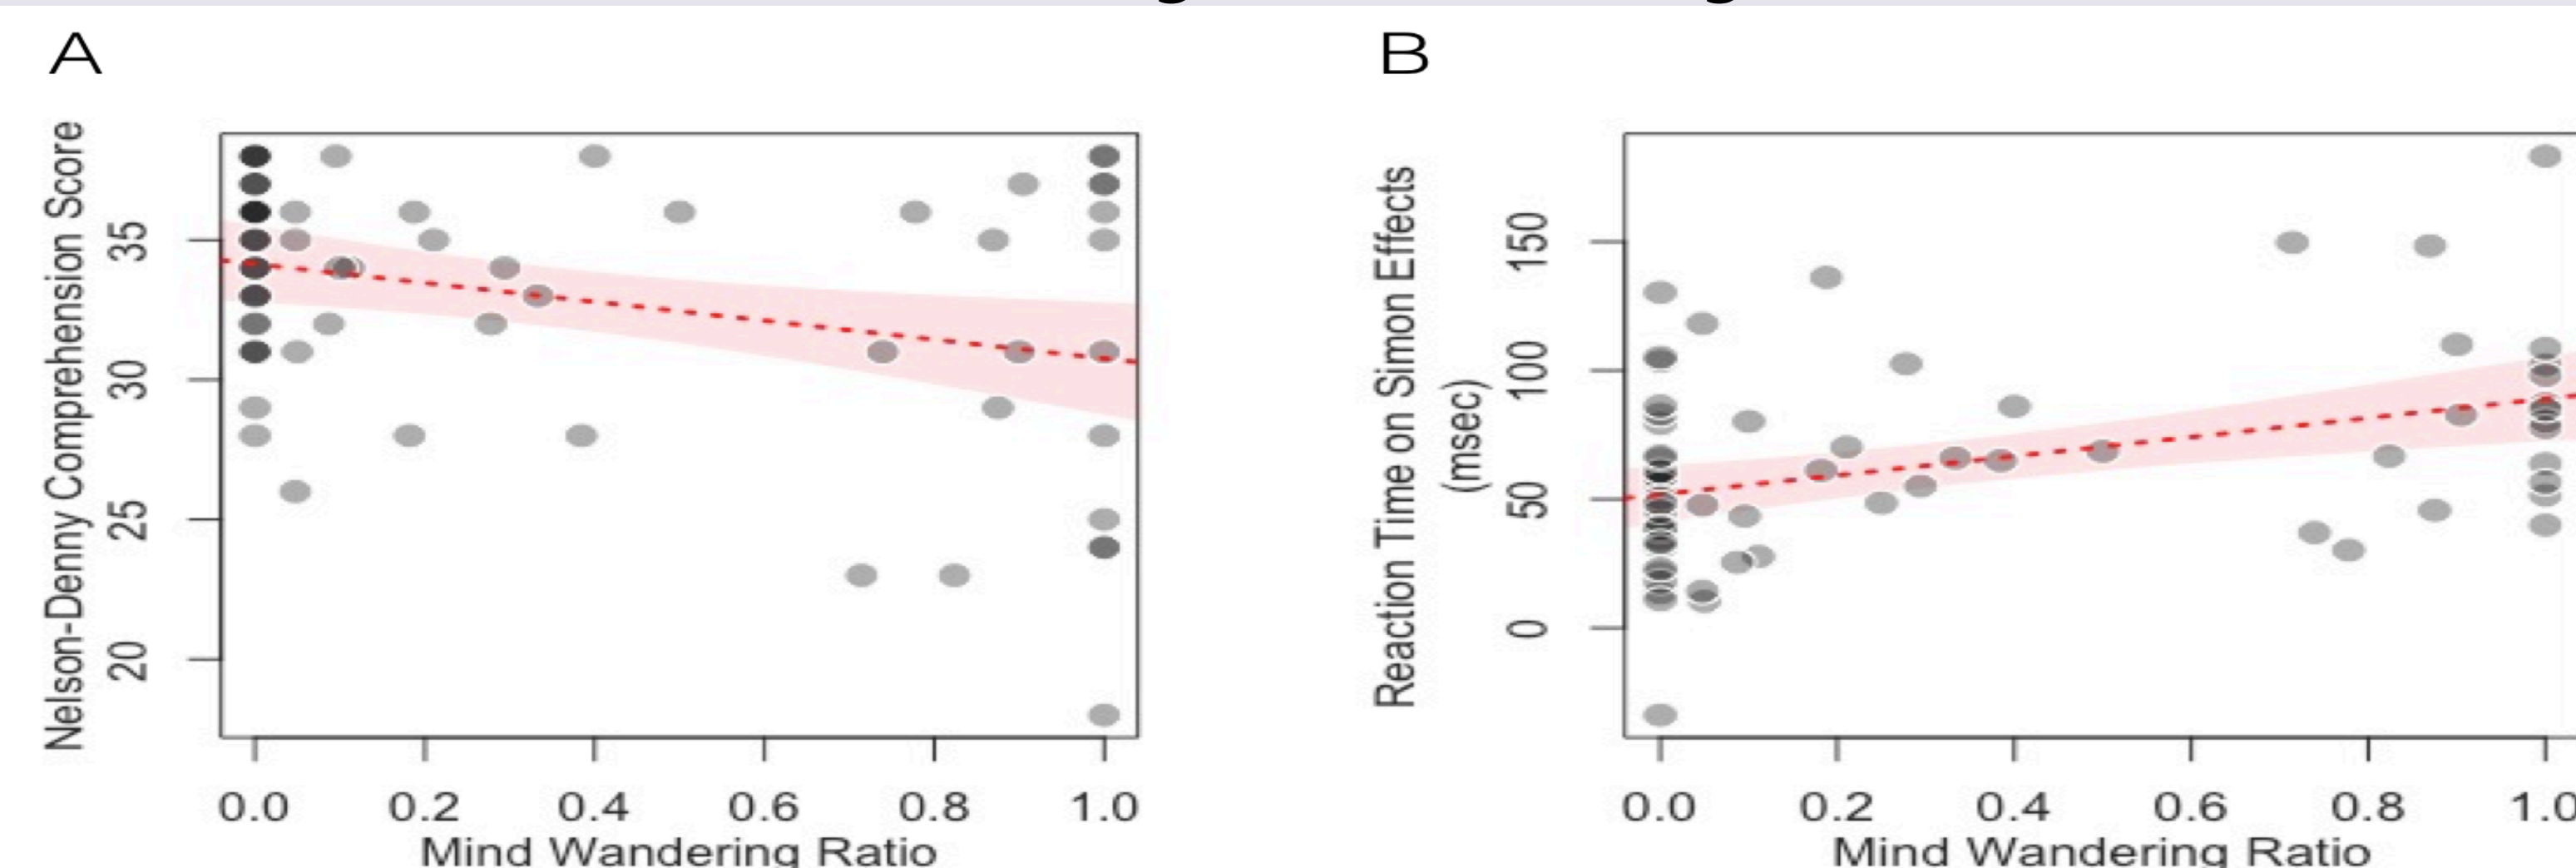 A
B
Nelson-Denny Comprehension Score
35
30
25
20
0.0 0.2 0.4 0.6 0.8 1.0
Mind Wandering Ratio
Reaction Time on Simon Effects
(msec)
150
100
50
0
0.0 0.2 0.4 0.6 0.8 1.0
Mind Wandering Ratio